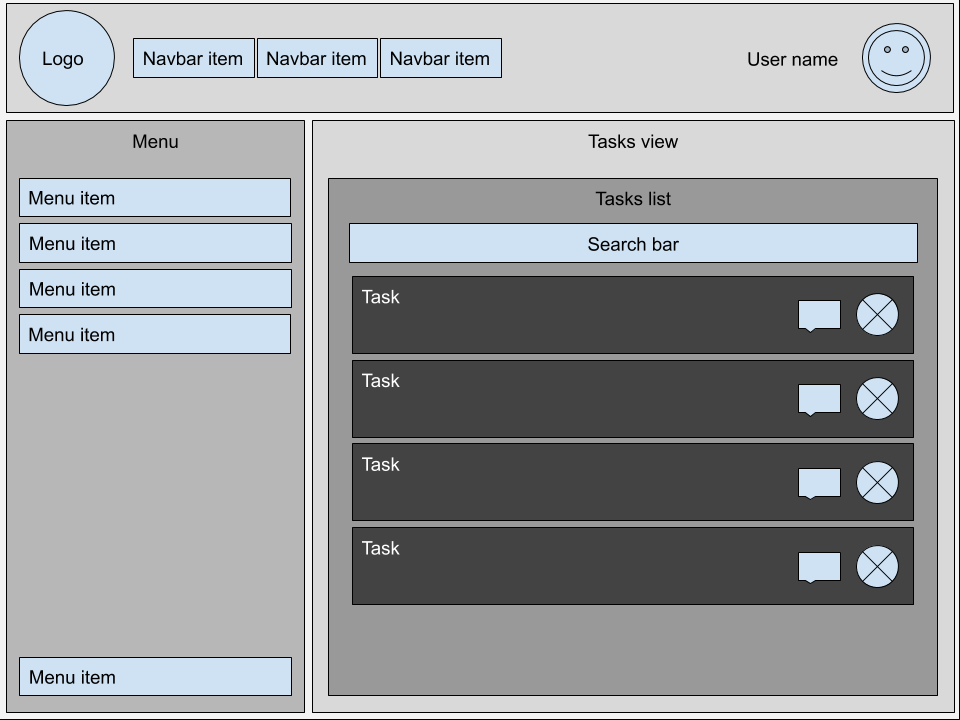 Logo
Navbar item
Navbar item
Navbar item
User name
Menu
Menu item
Menu item
Menu item
Menu item
Menu item
Tasks view
Tasks list
Search bar
Task
Task
Task
Task